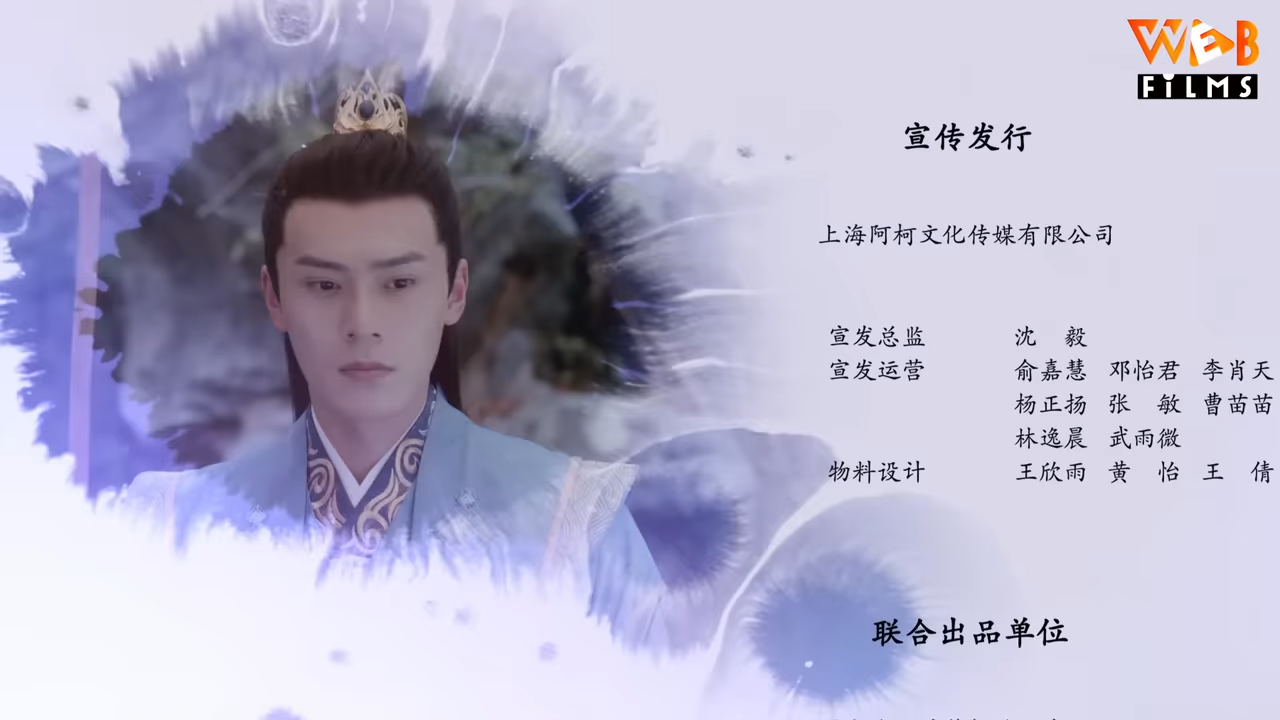 WEB
FILMS
宣传发行
上海阿柯文化传媒有限公司
宣发总监 沈 毅
宣发运营 俞嘉慧 邓怡君 李肖天
杨正扬 张 敏 曹苗苗
林逸晨 武雨微
物料设计 王欣雨 黄 怡 王 倩
联合出品单位